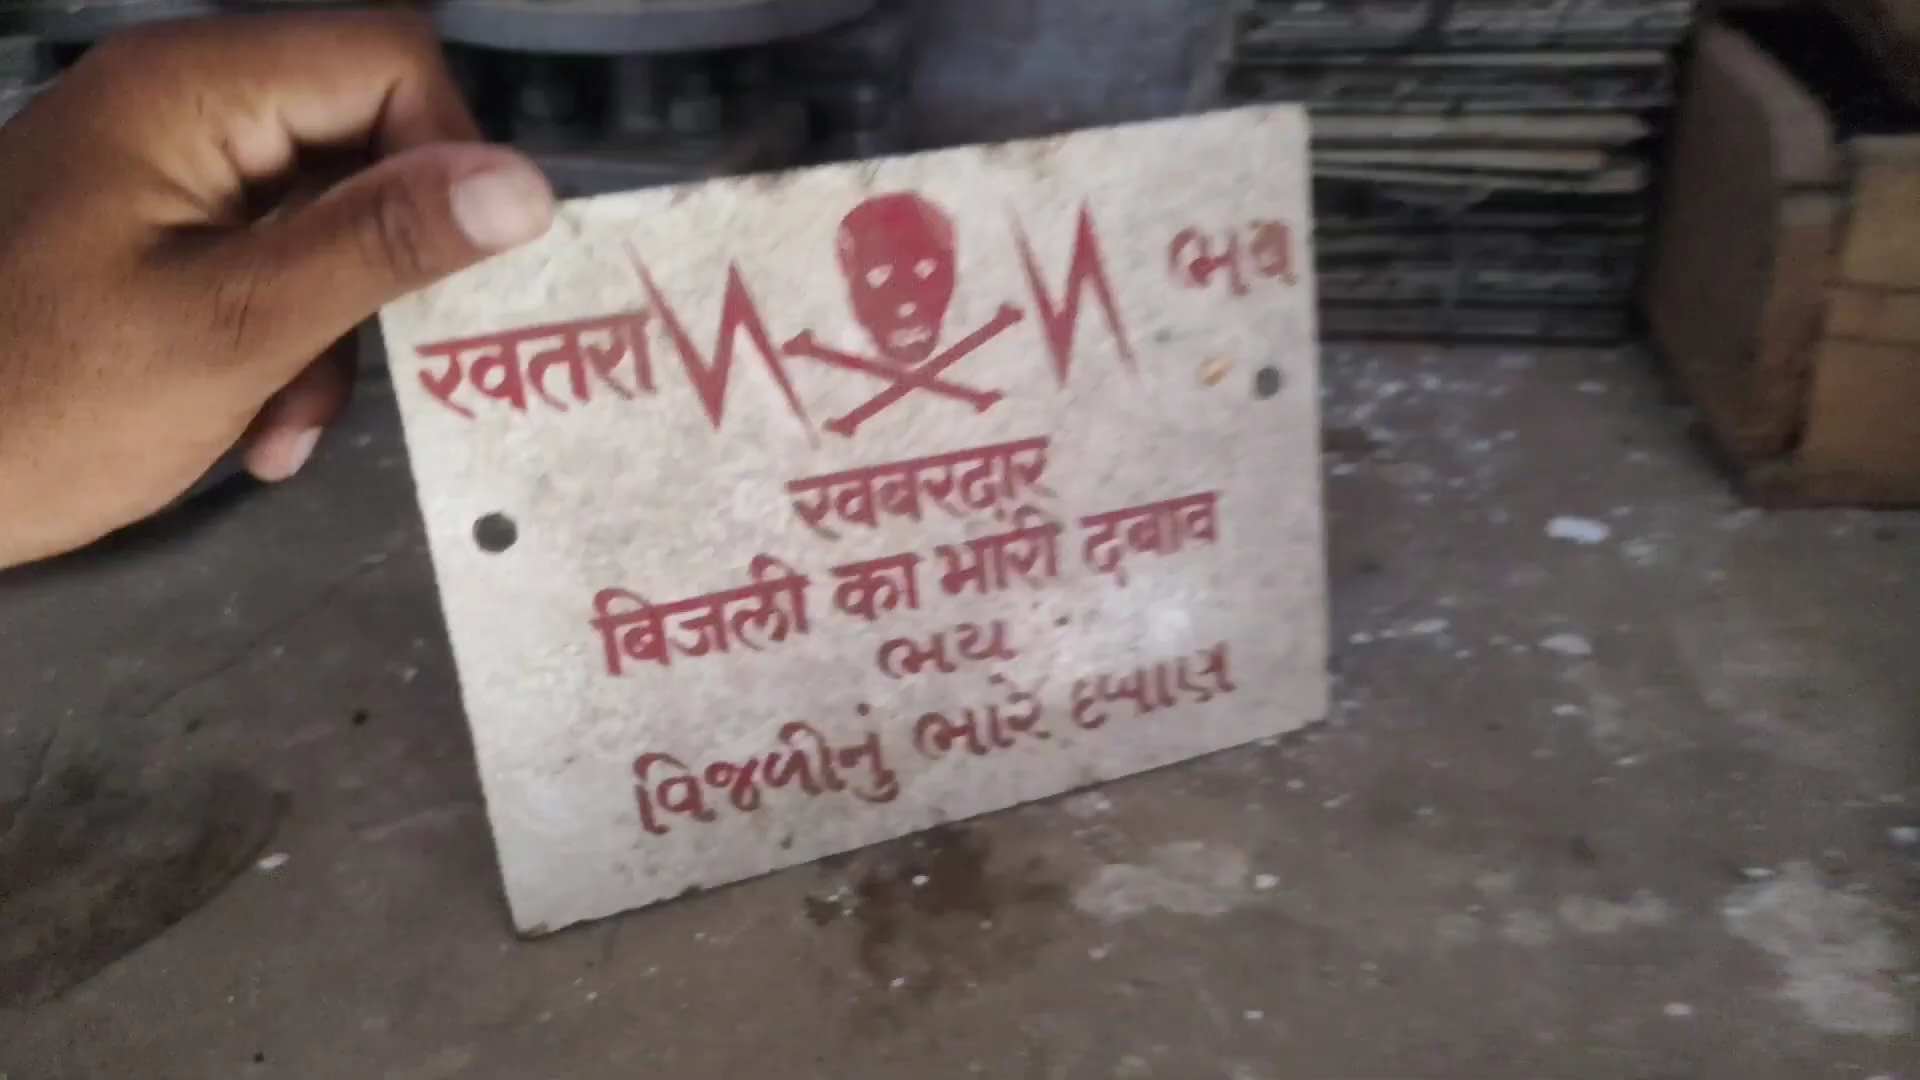 खतरा ભય
खबरदार
बिजली का भारी दबाव
ભય
વિજળીનું ભારે દબાણ